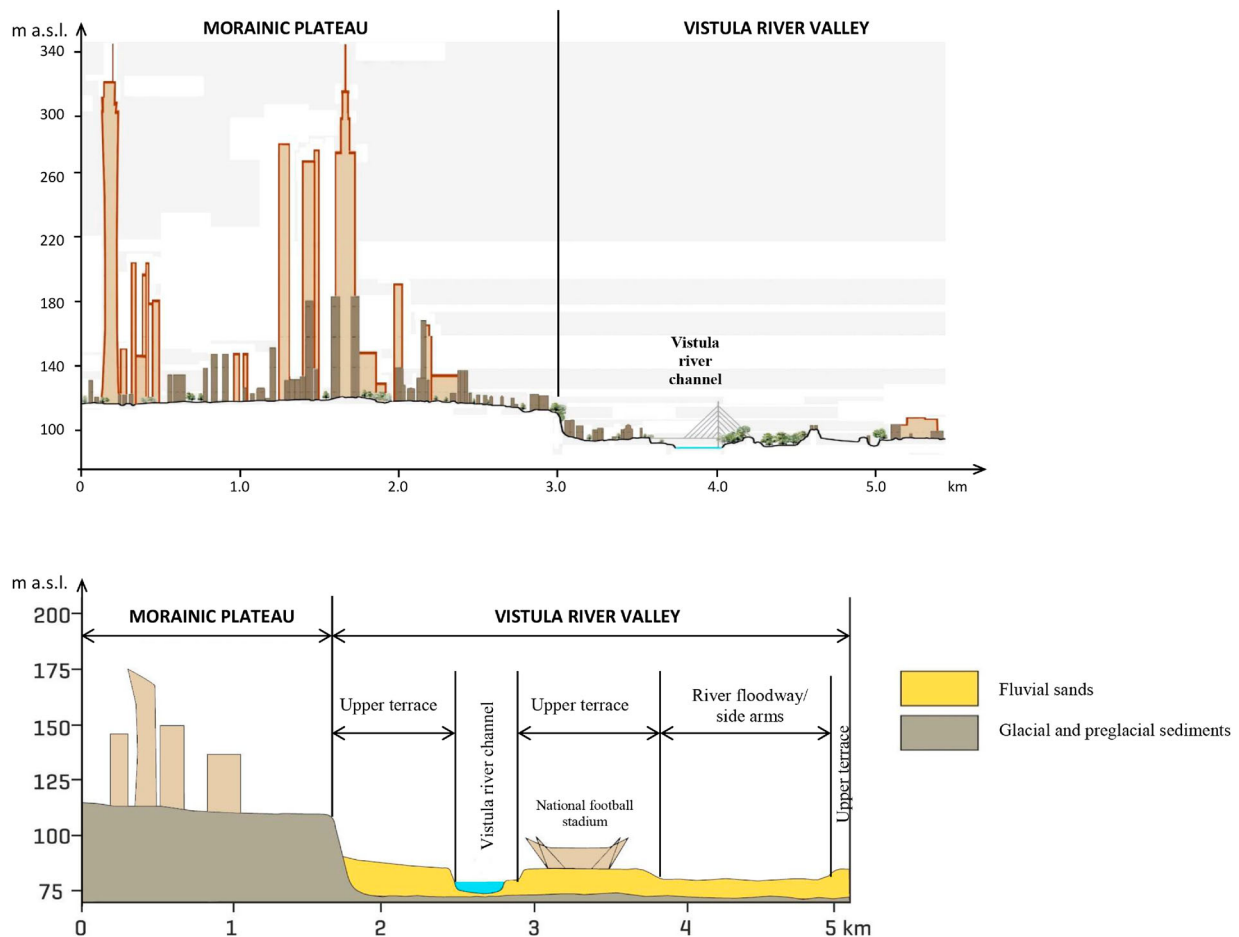 m a.s.l.
MORAINIC PLATEAU
VISTULA RIVER VALLEY
340
300
260
220
180
140
100
Vistula
river
channel
0
1.0
2.0
3.0
4.0
5.0
km
m a.s.l.
MORAINIC PLATEAU
VISTULA RIVER VALLEY
200
175
150
125
100
75
Upper terrace
Vistula river channel
Upper terrace
River floodway/
side arms
Upper terrace
National football
stadium
0
1
2
3
4
5 km
Fluvial sands
Glacial and preglacial sediments